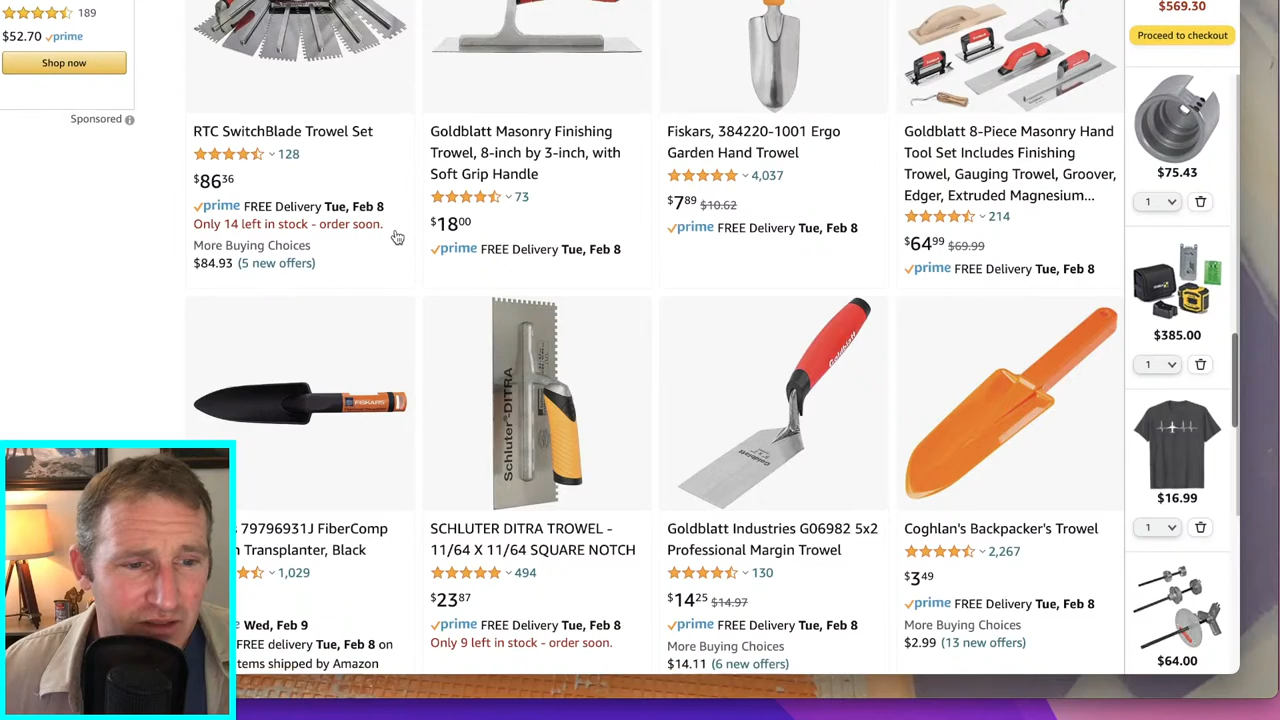 189
$52.70 prime
Shop now
Sponsored
RTC SwitchBlade Trowel Set
128
$86 36
prime FREE Delivery Tue, Feb 8
Only 14 left in stock - order soon.
More Buying Choices
$84.93 (5 new offers)
Goldblatt Masonry Finishing
Trowel, 8-inch by 3-inch, with
Soft Grip Handle
73
$18 00
prime FREE Delivery Tue, Feb 8
Fiskars, 384220-1001 Ergo
Garden Hand Trowel
4,037
$7 89 $10.62
prime FREE Delivery Tue, Feb 8
Goldblatt 8-Piece Masonry Hand
Tool Set Includes Finishing
Trowel, Gauging Trowel, Groover,
Edger, Extruded Magnesium...
214
$64 99 $69.99
prime FREE Delivery Tue, Feb 8
FISKARS
79796931J FiberComp
Transplanter, Black
1,029
Wed, Feb 9
FREE delivery Tue, Feb 8 on
items shipped by Amazon
Schluter-DITRA
SCHLUTER DITRA TROWEL -
11/64 X 11/64 SQUARE NOTCH
494
$23 87
prime FREE Delivery Tue, Feb 8
Only 9 left in stock - order soon.
Goldblatt
Goldblatt
Goldblatt Industries G06982 5x2
Professional Margin Trowel
130
$14 25 $14.97
prime FREE Delivery Tue, Feb 8
More Buying Choices
$14.11 (6 new offers)
Coghlan's Backpacker's Trowel
2,267
$3 49
prime FREE Delivery Tue, Feb 8
More Buying Choices
$2.99 (13 new offers)
$569.30
Proceed to checkout
$75.43
1
$385.00
1
$16.99
1
$64.00